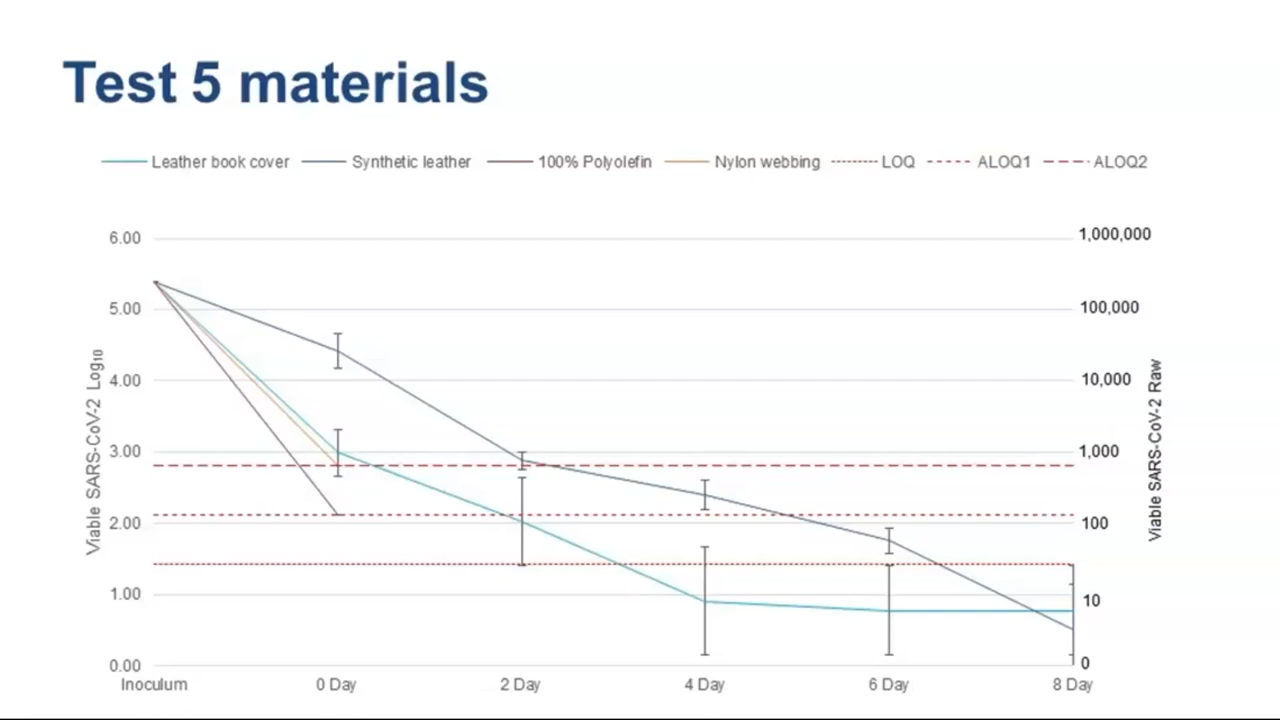 Test 5 materials
Leather book cover Synthetic leather 100% Polyolefin Nylon webbing LOQ ALOQ1 ALOQ2
6.00
5.00
4.00
3.00
2.00
1.00
0.00
Viable SARS-CoV-2 Log₁₀
1,000,000
100,000
10,000
1,000
100
10
0
Viable SARS-CoV-2 Raw
Inoculum 0 Day 2 Day 4 Day 6 Day 8 Day